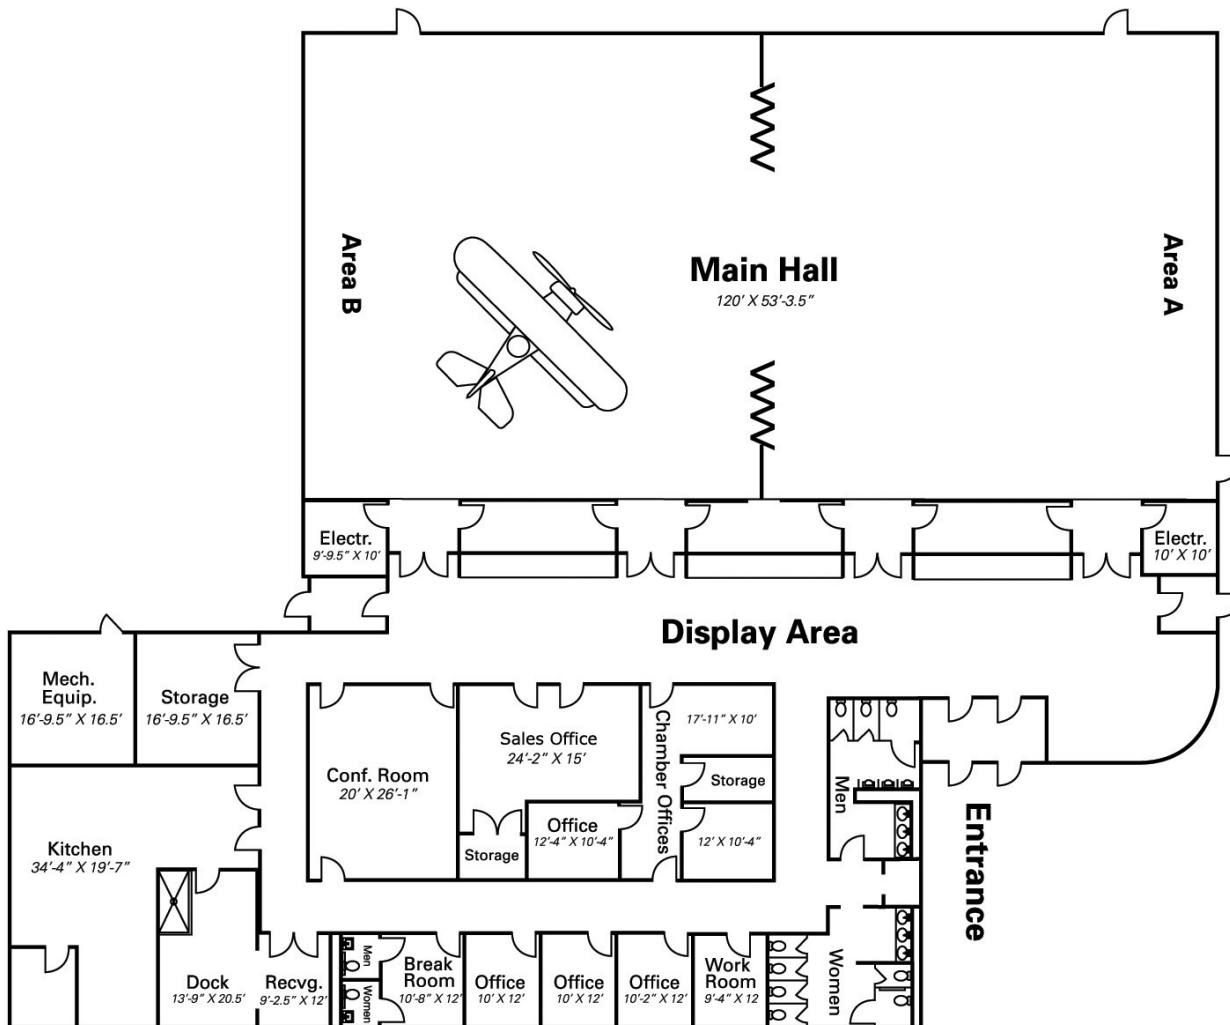 Area B
Main Hall
120' X 53'-3.5"
Area A
Electr.
9'-9.5" X 10'
Electr.
10' X 10'
Display Area
Mech.
Equip.
16'-9.5" X 16.5'
Storage
16'-9.5" X 16.5'
Conf. Room
20' X 26'-1"
Sales Office
24'-2" X 15'
Storage
Office
12'-4" X 10'-4"
Chamber Offices
17'-11" X 10'
Storage
12' X 10'-4"
Men
Entrance
Kitchen
34'-4" X 19'-7"
Dock
13'-9" X 20.5'
Recvg.
9'-2.5" X 12'
Men
Women
Break
Room
10'-8" X 12'
Office
10' X 12'
Office
10' X 12'
Office
10'-2" X 12'
Work
Room
9'-4" X 12
Women